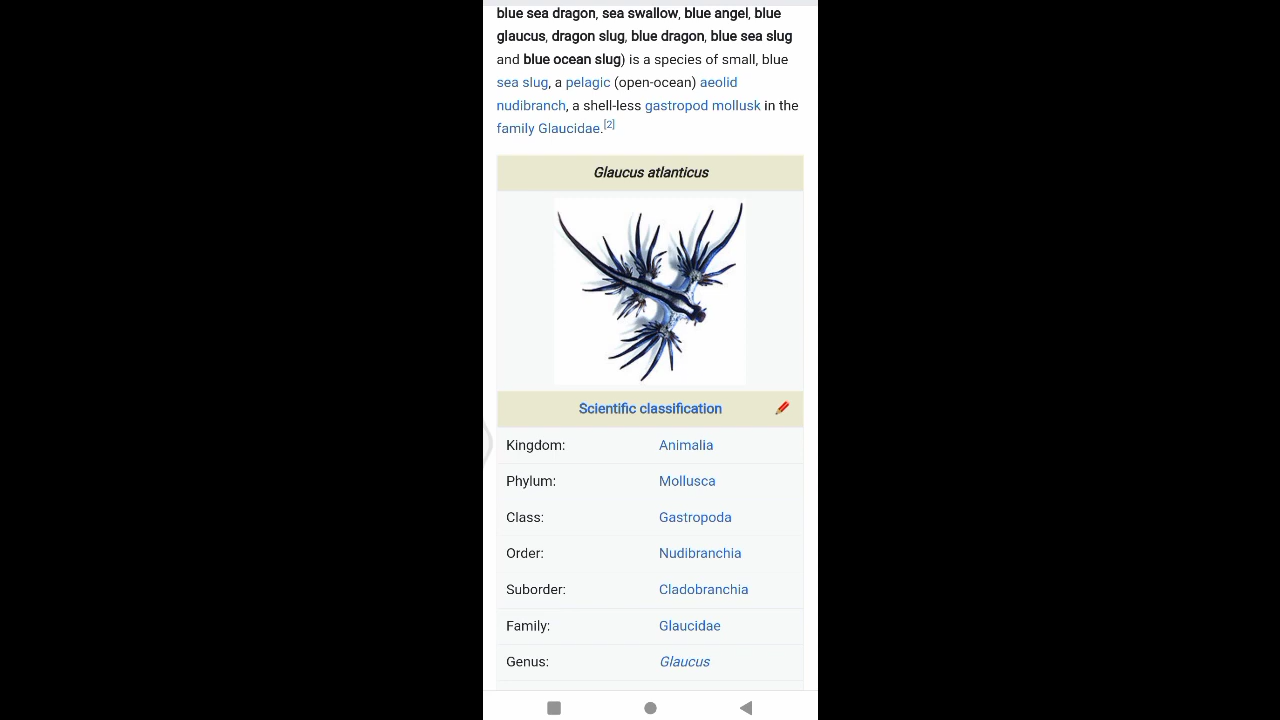 blue sea dragon, sea swallow, blue angel, blue
glaucus, dragon slug, blue dragon, blue sea slug
and blue ocean slug) is a species of small, blue
sea slug, a pelagic (open-ocean) aeolid
nudibranch, a shell-less gastropod mollusk in the
family Glaucidae.[2]
Glaucus atlanticus
Scientific classification
Kingdom: Animalia
Phylum: Mollusca
Class: Gastropoda
Order: Nudibranchia
Suborder: Cladobranchia
Family: Glaucidae
Genus: Glaucus